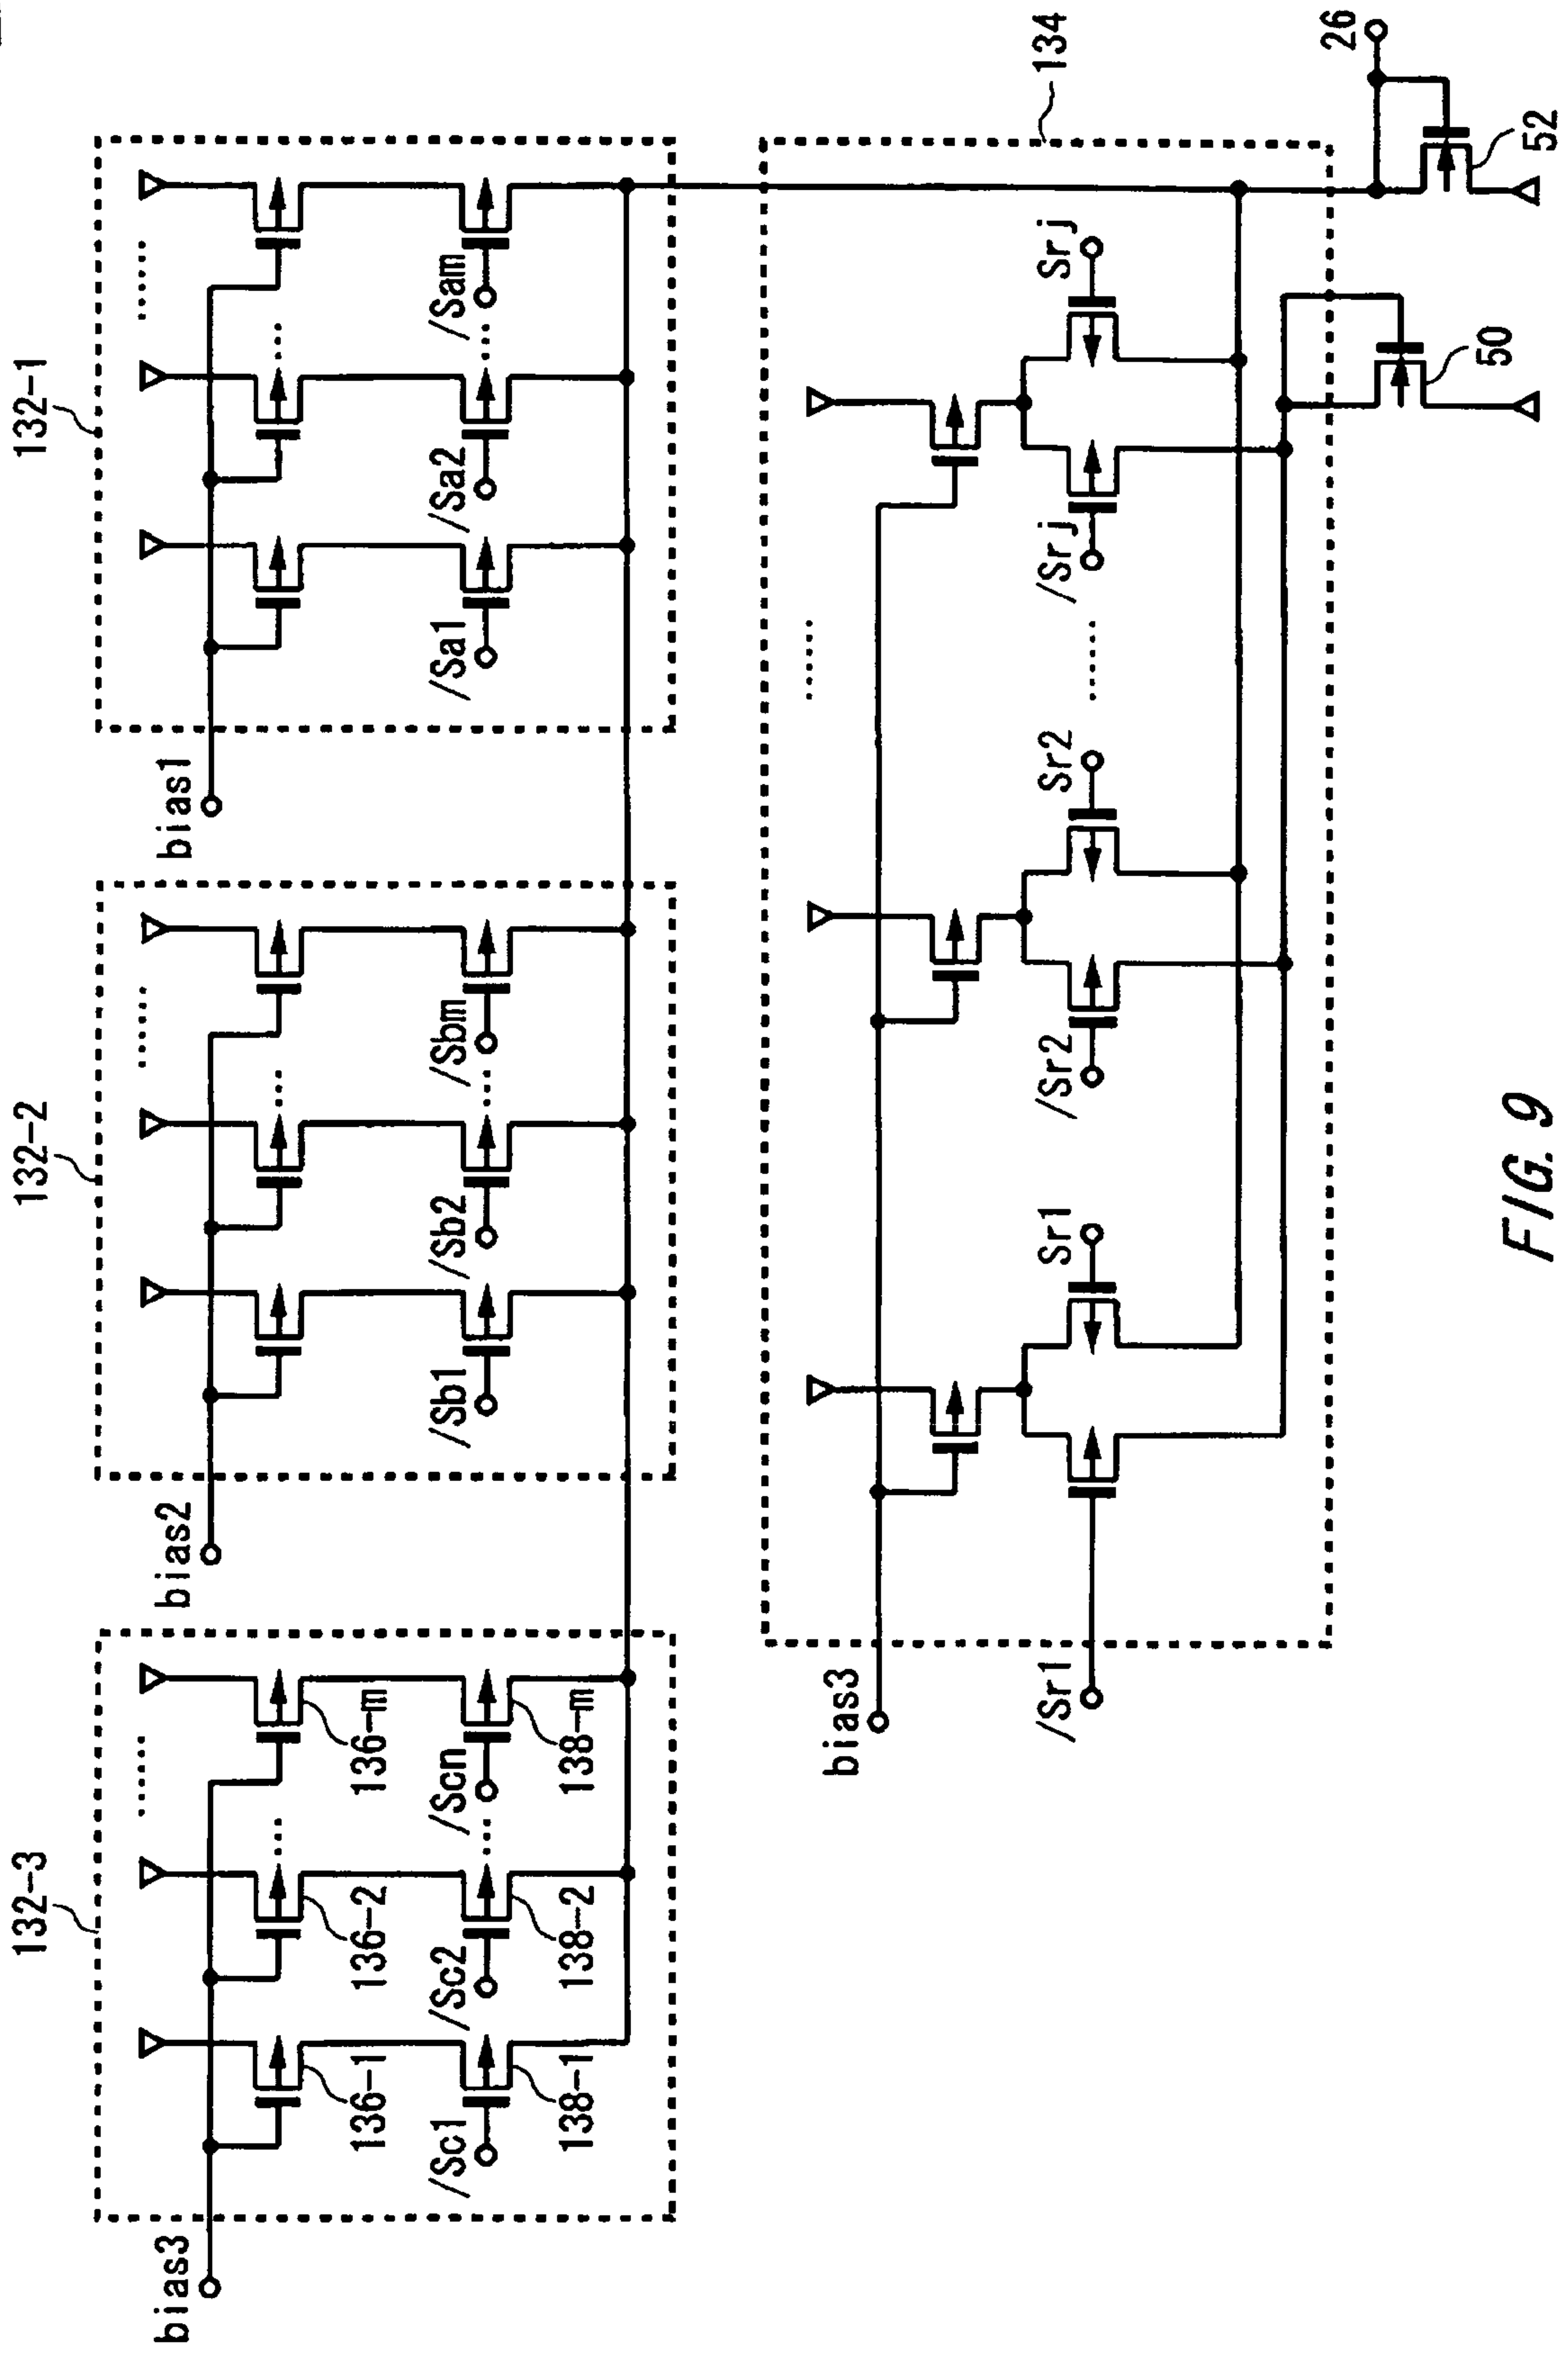 132-3
132-2
132-1
bias3
136-1
136-2
136-m
/Sc1
/Sc2
/Scn
138-1
138-2
138-m
bias2
/Sb1
/Sb2
/Sbm
bias1
/Sa1
/Sa2
/Sam
134
bias3
/Sr1
Sr1
/Sr2
Sr2
/Srj
Srj
26
50
52
FIG. 9